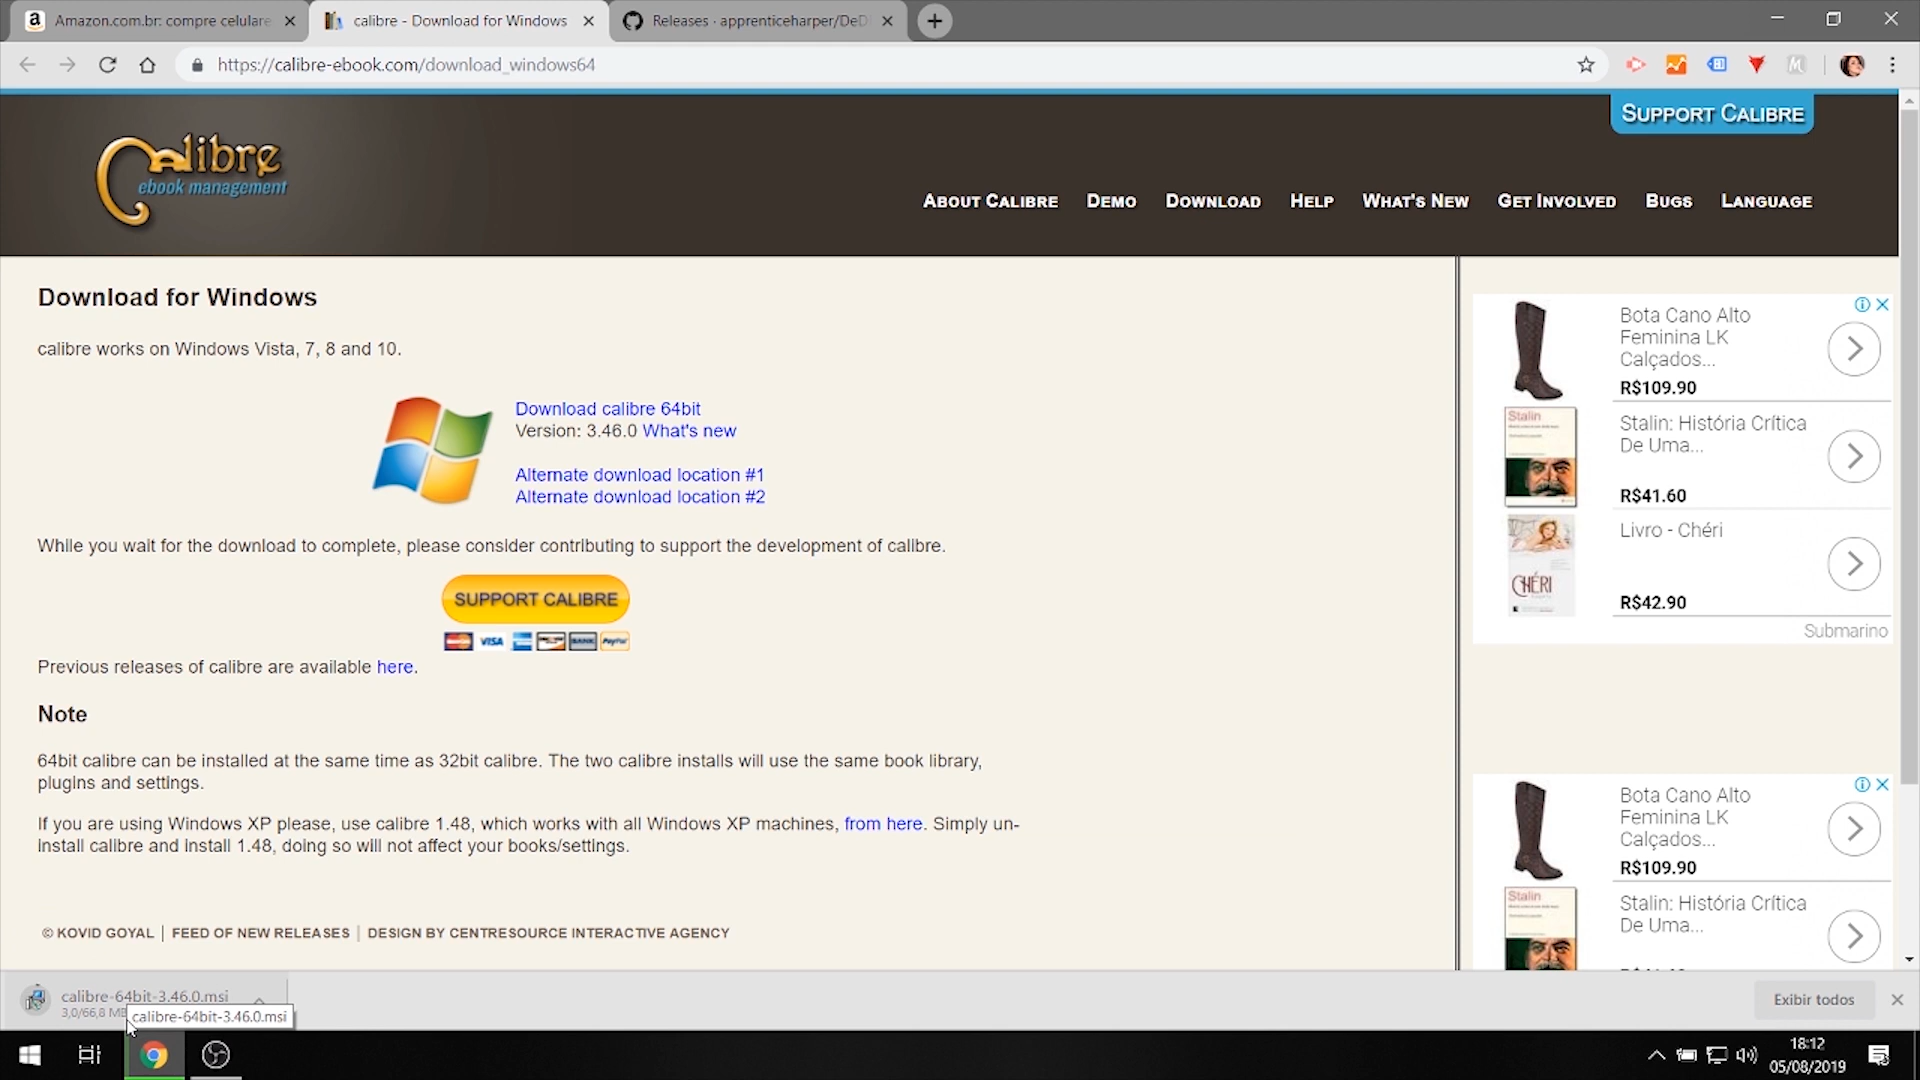 Amazon.com.br: compre celulare
calibre - Download for Windows
Releases · apprenticeharper/DeD
https://calibre-ebook.com/download_windows64
SUPPORT CALIBRE
Calibre
ebook management
ABOUT CALIBRE
DEMO
DOWNLOAD
HELP
WHAT'S NEW
GET INVOLVED
BUGS
LANGUAGE
Download for Windows
calibre works on Windows Vista, 7, 8 and 10.
Download calibre 64bit
Version: 3.46.0 What's new
Alternate download location #1
Alternate download location #2
While you wait for the download to complete, please consider contributing to support the development of calibre.
SUPPORT CALIBRE
VISA
PayPal
Previous releases of calibre are available here.
Note
64bit calibre can be installed at the same time as 32bit calibre. The two calibre installs will use the same book library,
plugins and settings.
If you are using Windows XP please, use calibre 1.48, which works with all Windows XP machines, from here. Simply un-
install calibre and install 1.48, doing so will not affect your books/settings.
© KOVID GOYAL | FEED OF NEW RELEASES | DESIGN BY CENTRESOURCE INTERACTIVE AGENCY
Bota Cano Alto
Feminina LK
Calçados...
R$109.90
Stalin
Stalin: História Crítica
De Uma...
R$41.60
Livro - Chéri
CHÉRI
R$42.90
Submarino
Bota Cano Alto
Feminina LK
Calçados...
R$109.90
Stalin
Stalin: História Crítica
De Uma...
calibre-64bit-3.46.0.msi
3,0/66,8 MB
calibre-64bit-3.46.0.msi
Exibir todos
18:12
05/08/2019